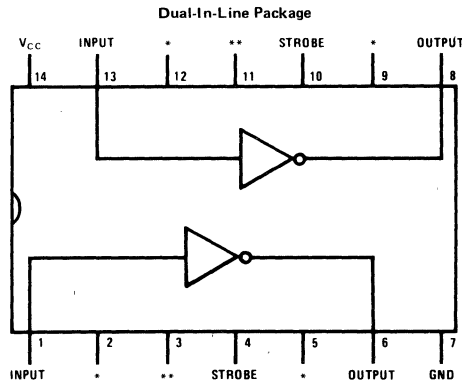 Dual-In-Line Package
VCC INPUT * ** STROBE * OUTPUT
14 13 12 11 10 9 8
1 2 3 4 5 6 7
INPUT * ** STROBE * OUTPUT GND